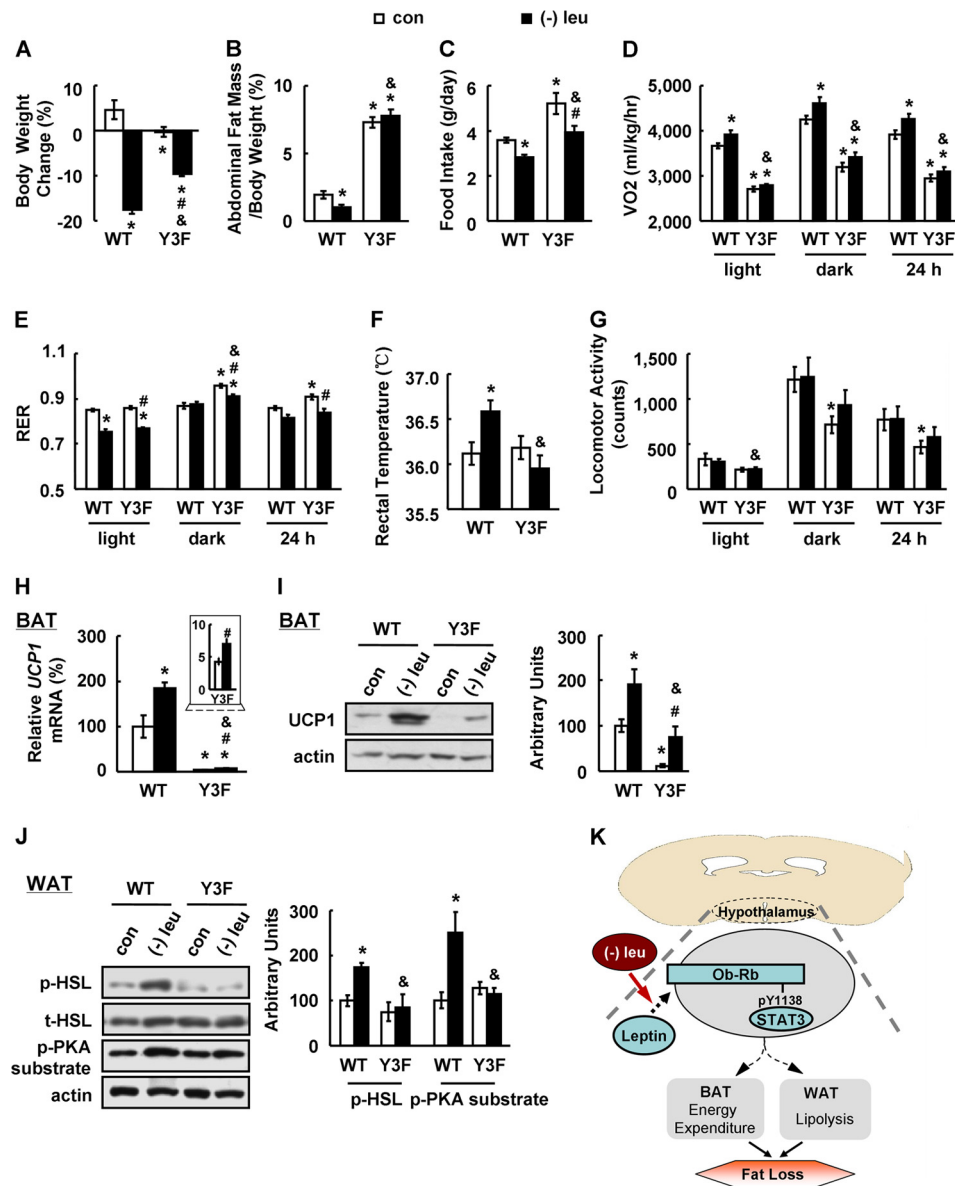 con
(-) leu
A
Body Weight
Change (%)
10
0
-10
-20
*
*
*
#
&
WT
Y3F
B
Abdominal Fat Mass
/Body Weight (%)
10
5
0
*
*
&
*
WT
Y3F
C
Food Intake (g/day)
6
4
2
0
*
*
&
#
WT
Y3F
D
VO2 (ml/kg/hr)
5,000
4,000
3,000
2,000
*
*
&
*
*
*
&
*
*
*
&
*
WT Y3F WT Y3F WT Y3F
light dark 24 h
E
RER
1.1
0.9
0.7
0.5
*
#
*
*
&
#
*
*
#
WT Y3F WT Y3F WT Y3F
light dark 24 h
F
Rectal Temperature (℃)
37.0
36.5
36.0
35.5
*
&
WT Y3F
G
Locomotor Activity
(counts)
1,500
1,000
500
0
&
*
*
WT Y3F WT Y3F WT Y3F
light dark 24 h
H
BAT
Relative UCP1
mRNA (%)
300
200
100
0
*
*
&
#
*
10
5
0
#
Y3F
WT Y3F
I
BAT
WT Y3F
con (-) leu con (-) leu
UCP1
actin
Arbitrary Units
300
200
100
0
*
*
&
#
WT Y3F
J
WAT
WT Y3F
con (-) leu con (-) leu
p-HSL
t-HSL
p-PKA
substrate
actin
Arbitrary Units
300
200
100
0
*
&
*
&
WT Y3F WT Y3F
p-HSL p-PKA substrate
K
Hypothalamus
(-) leu
Ob-Rb
pY1138
STAT3
Leptin
BAT
Energy
Expenditure
WAT
Lipolysis
Fat Loss